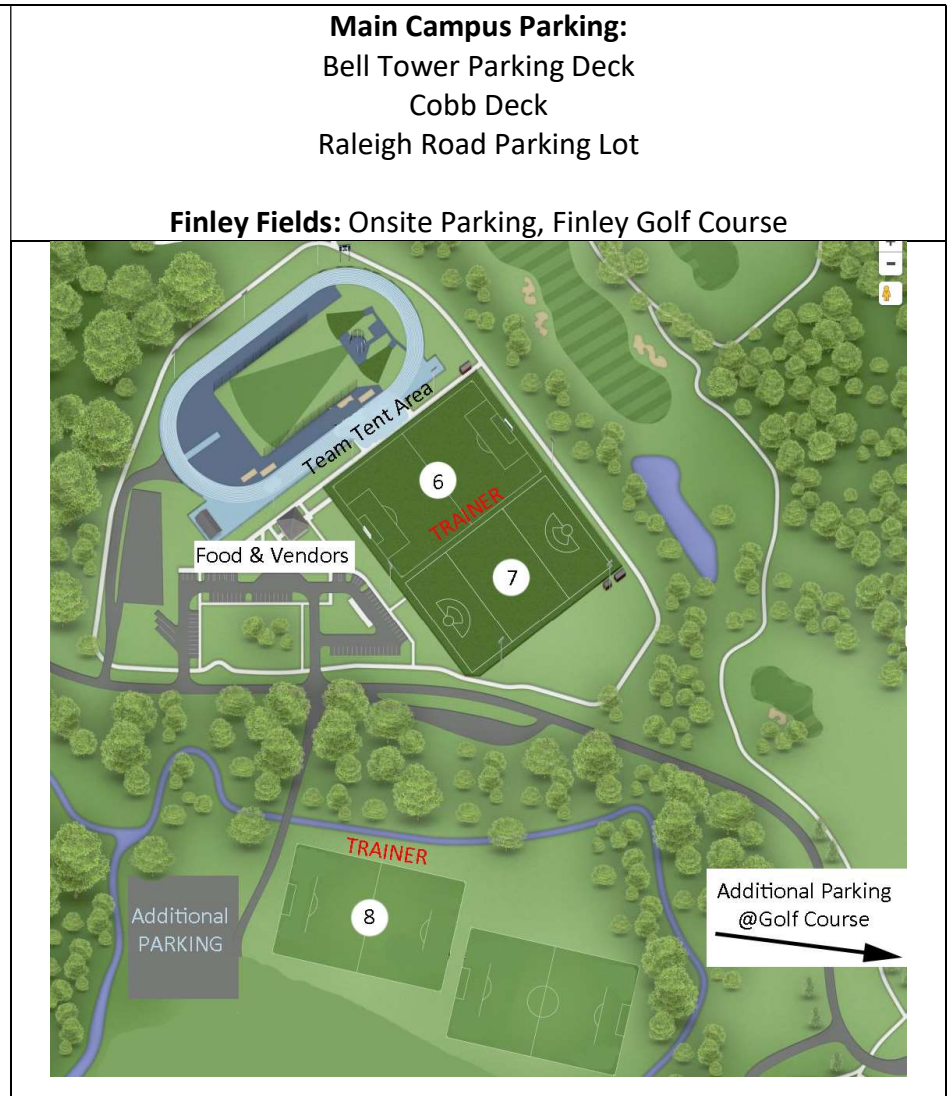 Main Campus Parking:
Bell Tower Parking Deck
Cobb Deck
Raleigh Road Parking Lot
Finley Fields: Onsite Parking, Finley Golf Course
+
-
Team Tent Area
6
TRAINER
Food & Vendors
7
TRAINER
8
Additional
PARKING
Additional Parking
@Golf Course